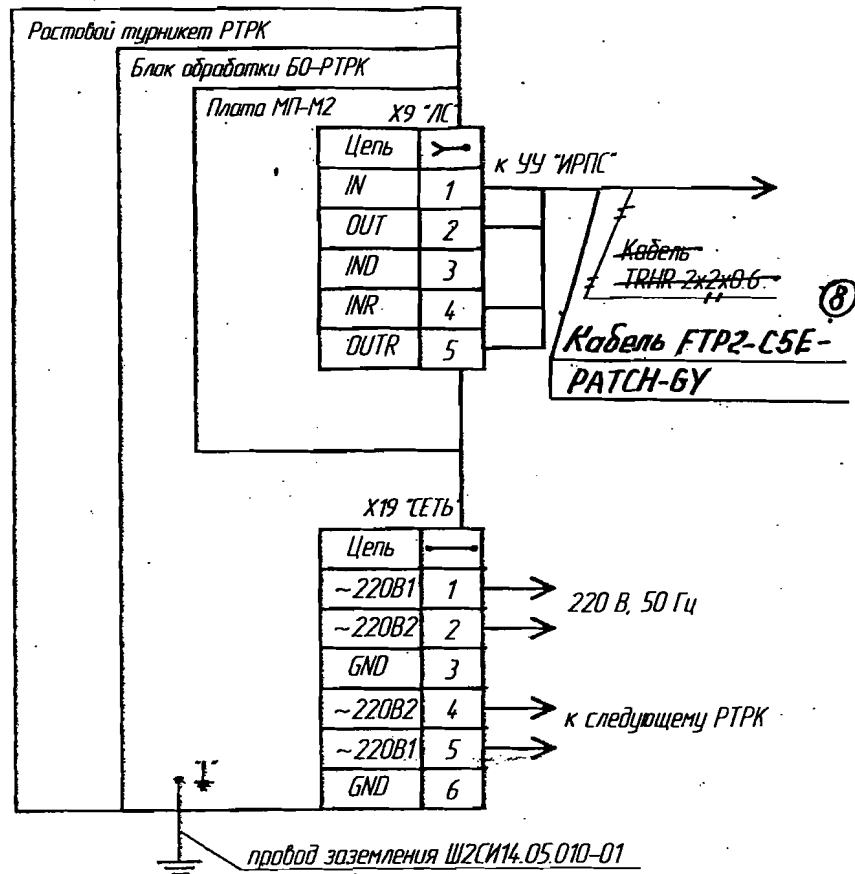 Ростовой турникет РТРК
Блок обработки БО-РТРК
Плата МП-М2
X9 "ЛС"
Цепь
IN 1
OUT 2
IND 3
INR 4
OUTR 5
к УУ "ИРПС"
Кабель
TRHR 2x2x0.6
8
Кабель FTP2-C5E-
PATCH-GY
X19 "СЕТЬ"
Цепь
~220В1 1
~220В2 2
GND 3
~220В2 4
~220В1 5
GND 6
220 В, 50 Гц
к следующему РТРК
провод заземления Ш2СИ14.05.010-01